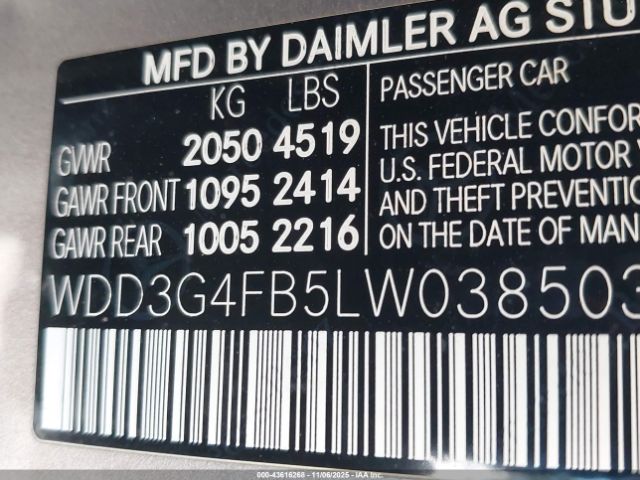 MFD BY DAIMLER AG STU
KG LBS
GVWR 2050 4519
GAWR FRONT 1095 2414
GAWR REAR 1005 2216
PASSENGER CAR
THIS VEHICLE CONFOR
U.S. FEDERAL MOTOR V
AND THEFT PREVENTIO
ON THE DATE OF MAN
WDD3G4FB5LW038503
000-43616268 - 11/06/2025 - IAA Inc.